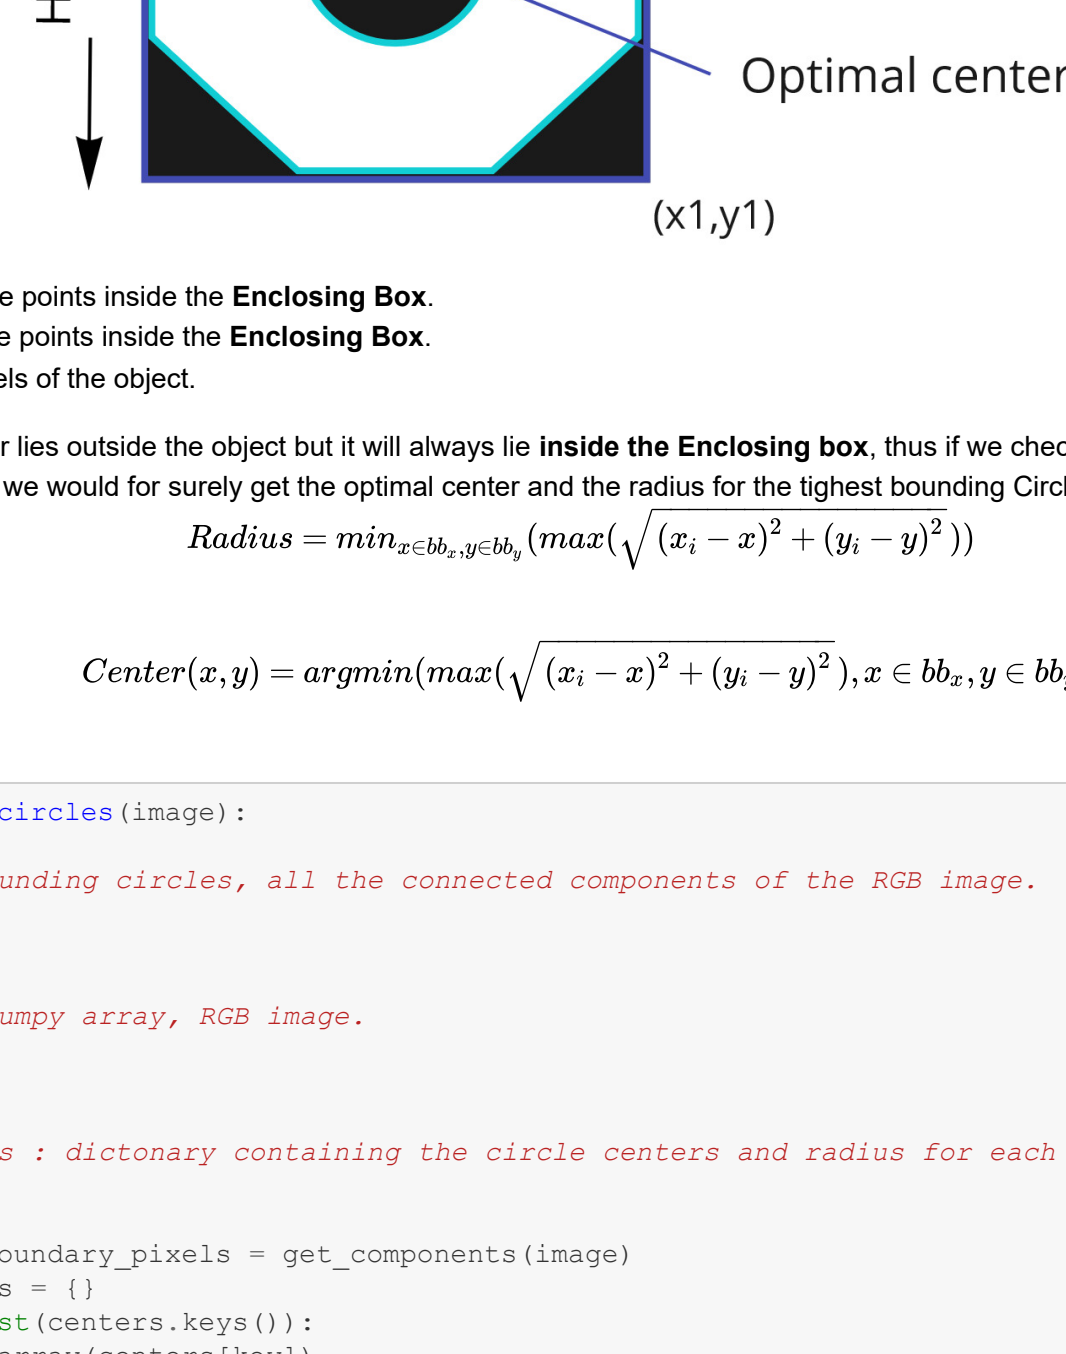 H
Optimal center
(x1,y1)
e points inside the Enclosing Box.
e points inside the Enclosing Box.
els of the object.
r lies outside the object but it will always lie inside the Enclosing box, thus if we chec
we would for surely get the optimal center and the radius for the tighest bounding Circl
Radius = min_{x∈bb_x,y∈bb_y}(max(√((x_i − x)^2 + (y_i − y)^2)))
Center(x, y) = argmin(max(√((x_i − x)^2 + (y_i − y)^2)), x ∈ bb_x, y ∈ bb_y
circles(image):
unding circles, all the connected components of the RGB image.
umpy array, RGB image.
s : dictonary containing the circle centers and radius for each
oundary_pixels = get_components(image)
s = {}
st(centers.keys()):
array(centers[key])